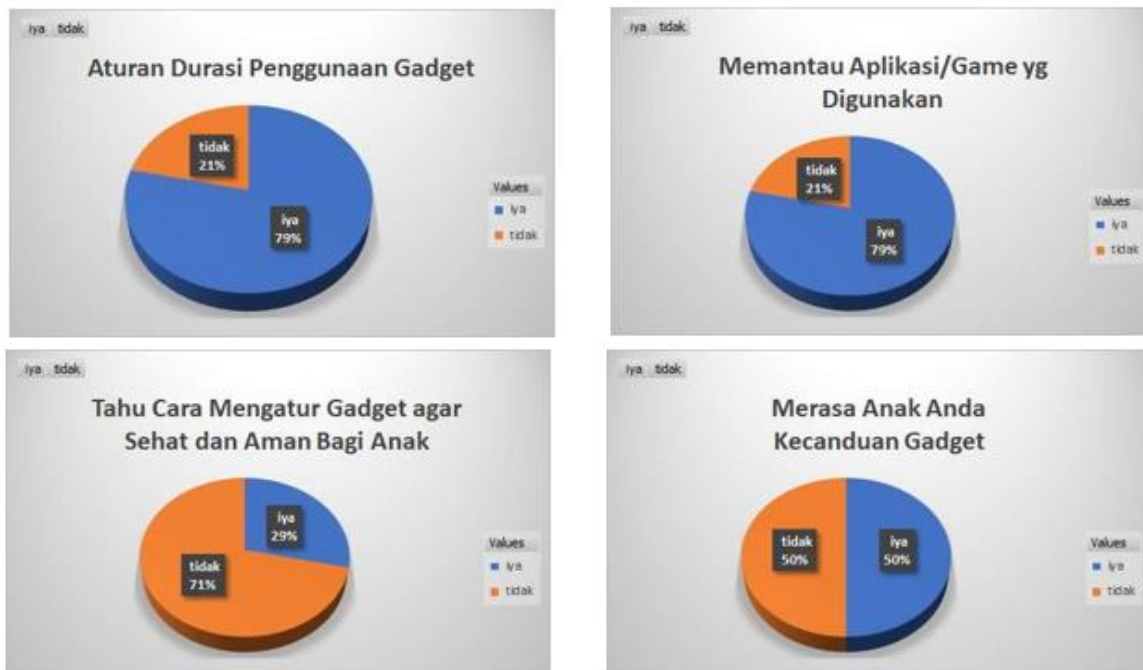 iya tidak
Aturan Durasi Penggunaan Gadget
tidak
21%
iya
79%
Values
iya
tidak
iya tidak
Memantau Aplikasi/Game yg
Digunakan
tidak
21%
iya
79%
Values
iya
tidak
iya tidak
Tahu Cara Mengatur Gadget agar
Sehat dan Aman Bagi Anak
iya
29%
tidak
71%
Values
iya
tidak
iya tidak
Merasa Anak Anda
Kecanduan Gadget
tidak
50%
iya
50%
Values
iya
tidak